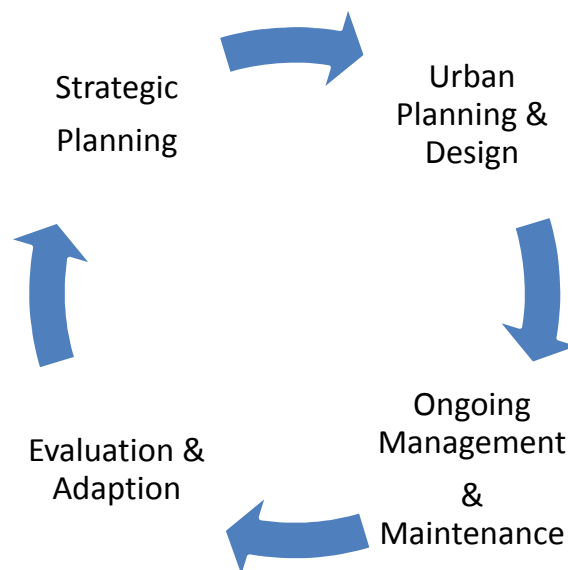 Strategic
Planning
Urban
Planning &
Design
Ongoing
Management
&
Maintenance
Evaluation &
Adaption